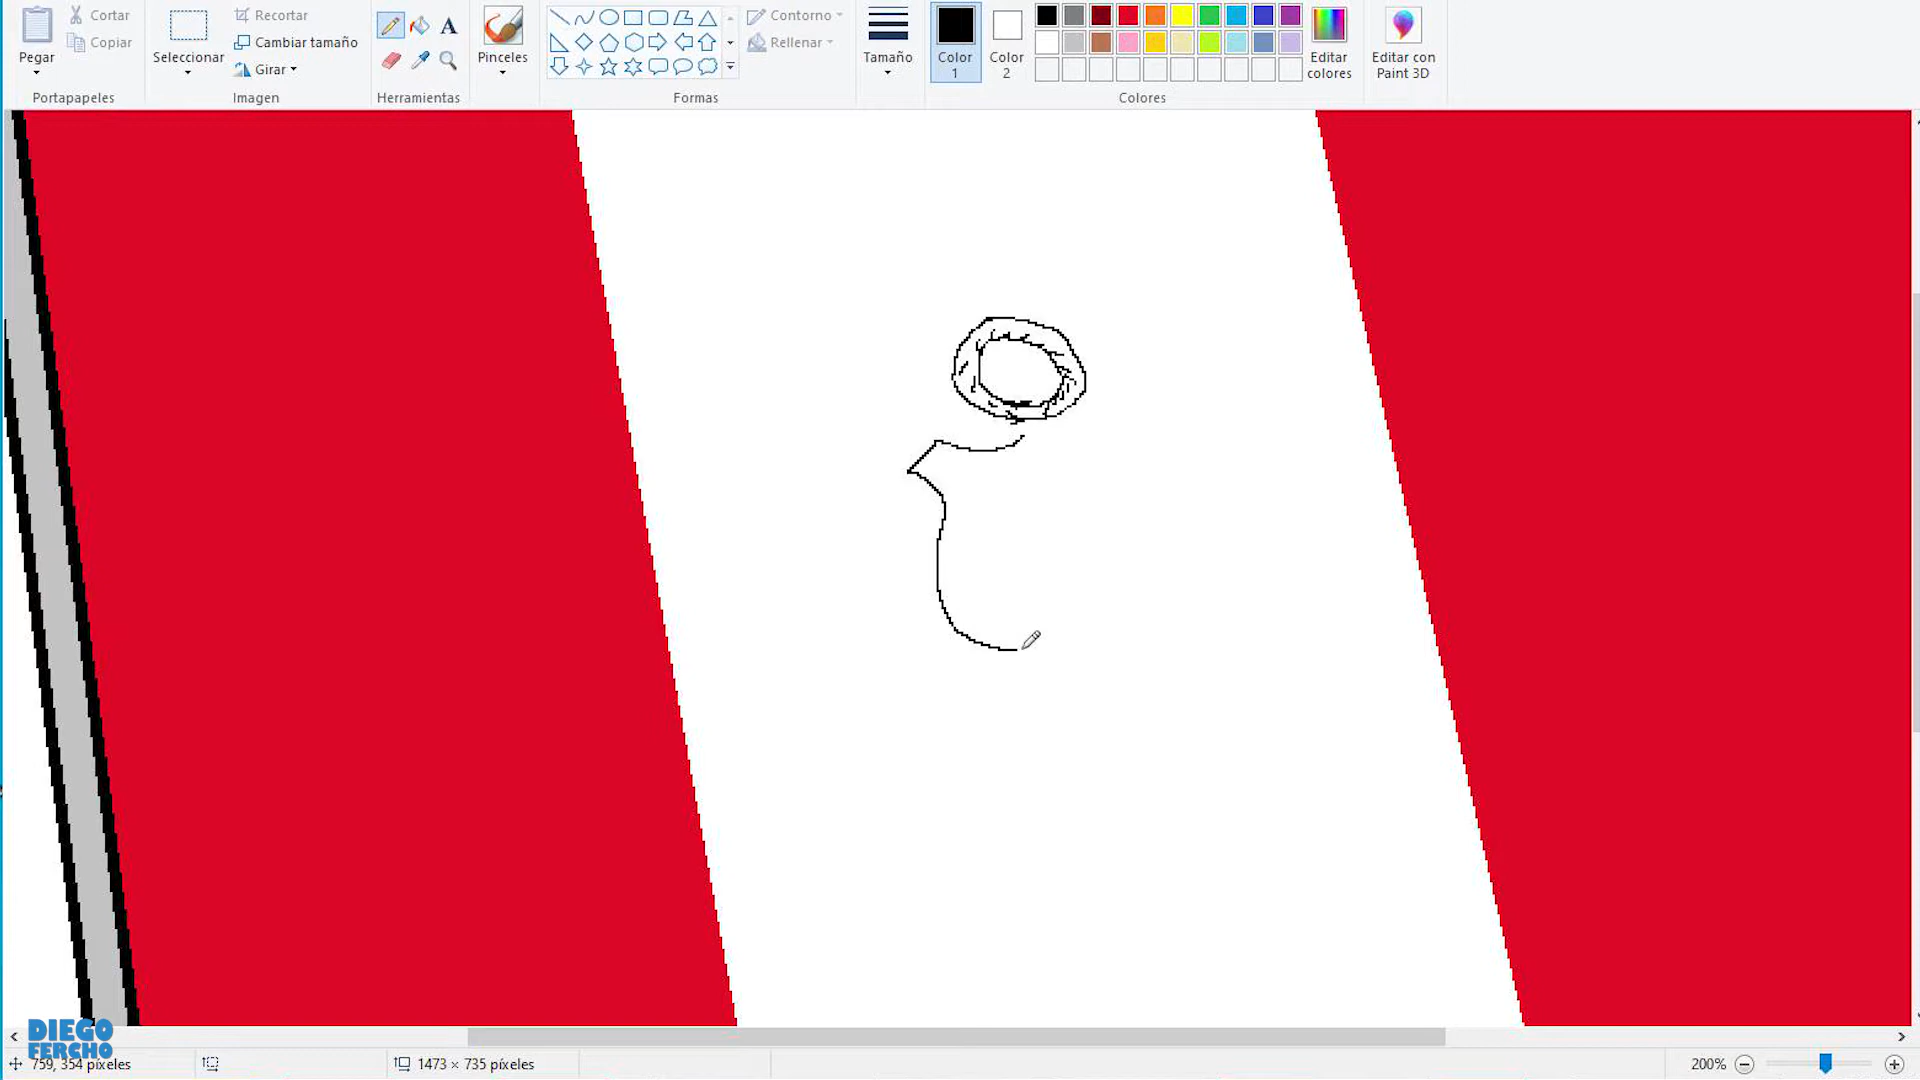 Pegar
Cortar
Copiar
Portapapeles
Seleccionar
Recortar
Cambiar tamaño
Girar
Imagen
A
Herramientas
Pinceles
Contorno
Rellenar
Formas
Tamaño
Color
1
Color
2
Editar
colores
Editar con
Paint 3D
Colores
DIEGO
FERCHO
759, 354 píxeles
1473 × 735 píxeles
200%